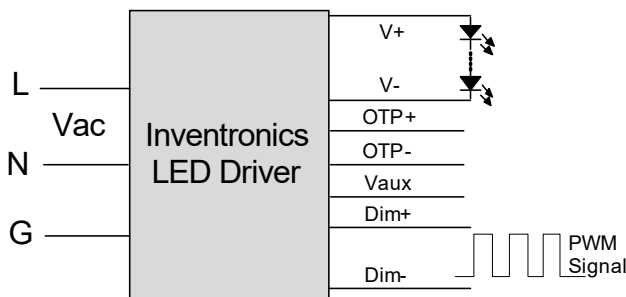 L
Vac
N
G
Inventronics
LED Driver
V+
V-
OTP+
OTP-
Vaux
Dim+
Dim-
PWM
Signal